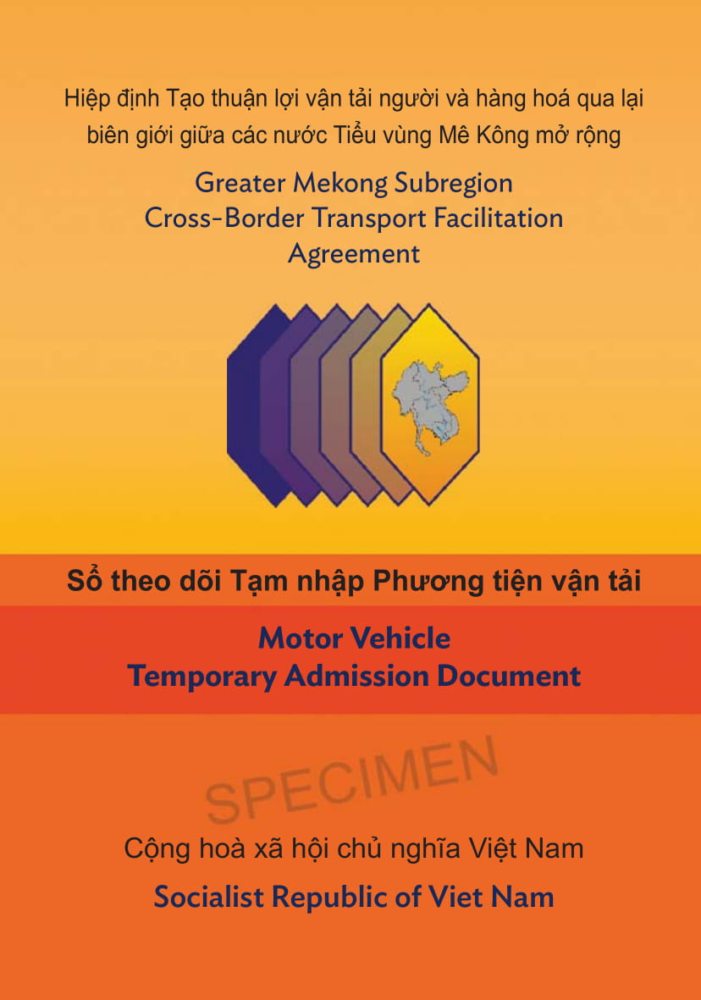 Hiệp định Tạo thuận lợi vận tải người và hàng hoá qua lại
biên giới giữa các nước Tiểu vùng Mê Kông mở rộng
Greater Mekong Subregion
Cross-Border Transport Facilitation
Agreement
Sổ theo dõi Tạm nhập Phương tiện vận tải
Motor Vehicle
Temporary Admission Document
SPECIMEN
Cộng hoà xã hội chủ nghĩa Việt Nam
Socialist Republic of Viet Nam